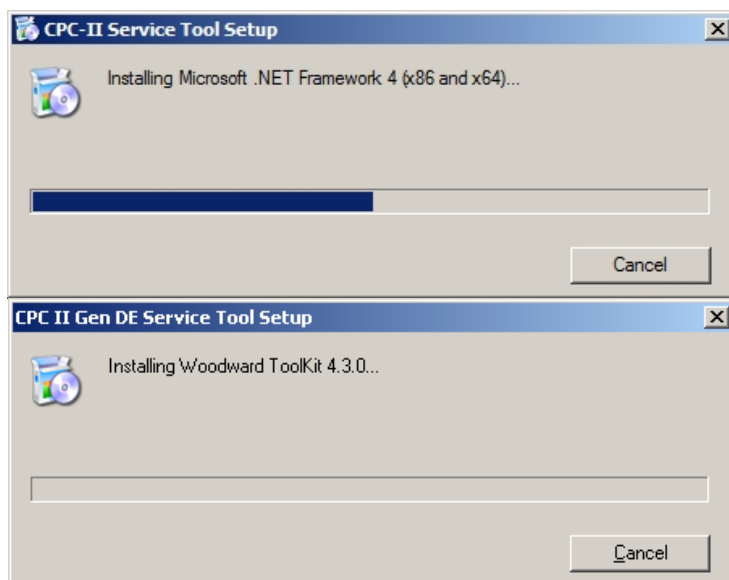 CPC-II Service Tool Setup
Installing Microsoft .NET Framework 4 (x86 and x64)...
Cancel
CPC II Gen DE Service Tool Setup
Installing Woodward ToolKit 4.3.0...
Cancel